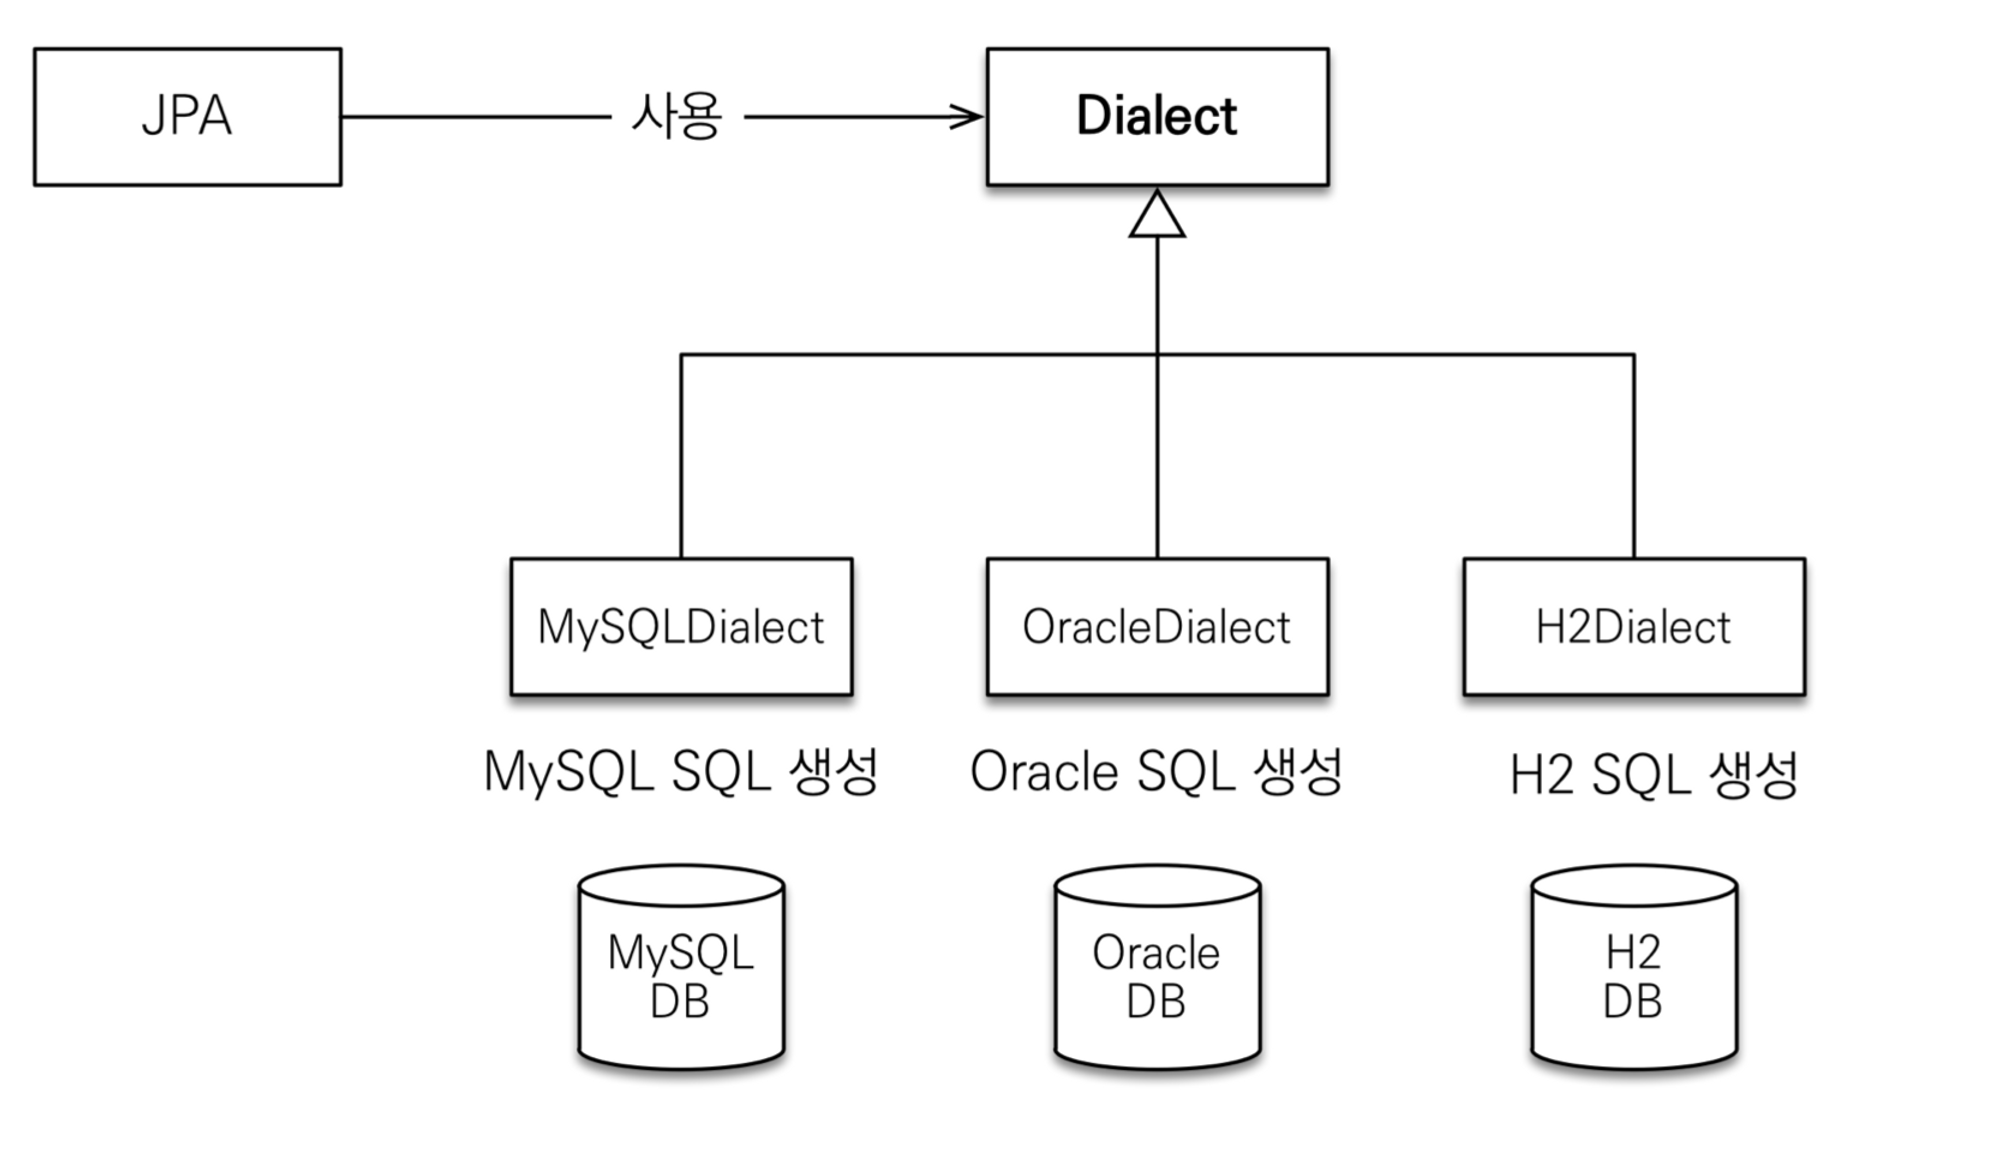 JPA
사용
Dialect
MySQLDialect
OracleDialect
H2Dialect
MySQL SQL 생성
Oracle SQL 생성
H2 SQL 생성
MySQL
DB
Oracle
DB
H2
DB